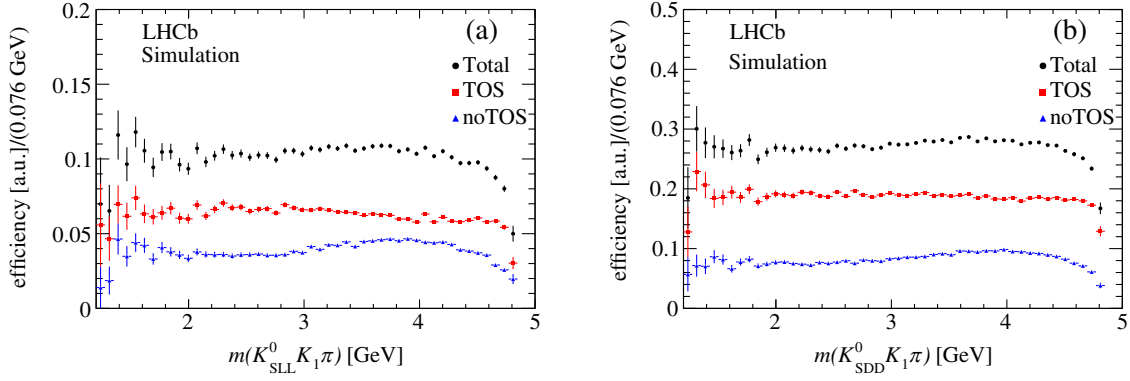 efficiency [a.u.]/(0.076 GeV)
0.2
0.15
0.1
0.05
0
LHCb
Simulation
(a)
Total
TOS
noTOS
2 3 4 5
m(K⁰SLL K₁π) [GeV]
efficiency [a.u.]/(0.076 GeV)
0.5
0.4
0.3
0.2
0.1
0
LHCb
Simulation
(b)
Total
TOS
noTOS
2 3 4 5
m(K⁰SDD K₁π) [GeV]